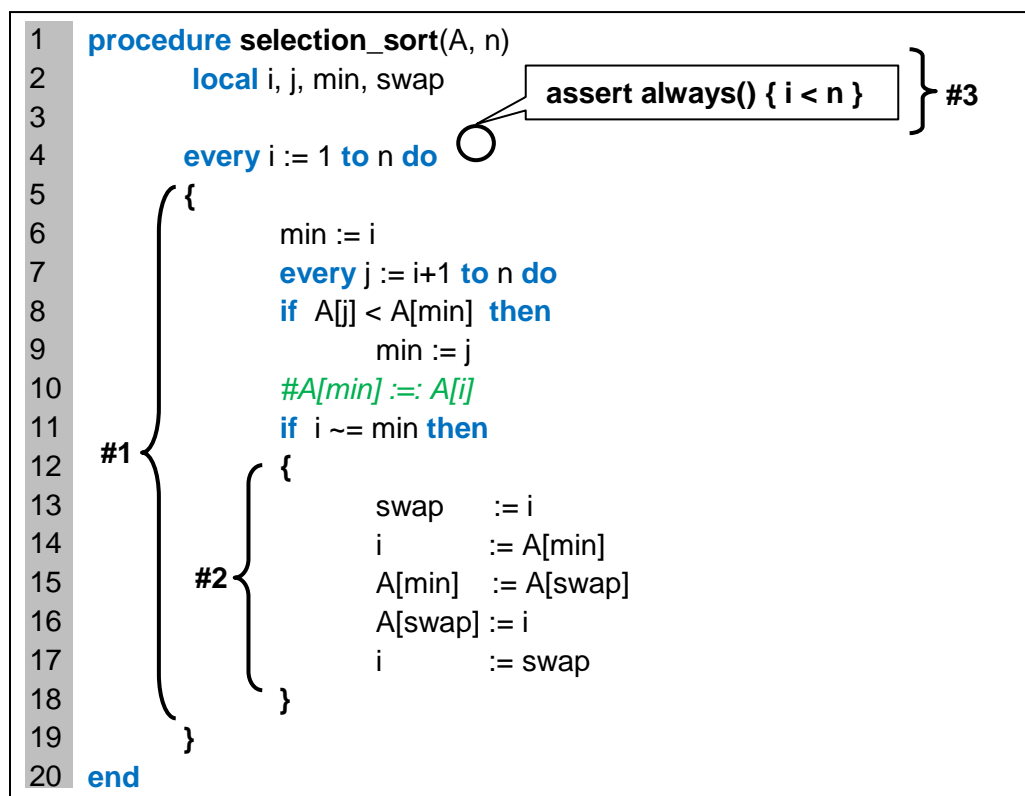 1 procedure selection_sort(A, n)
2 local i, j, min, swap
assert always() { i < n } #3
3
4 every i := 1 to n do
5 {
6 min := i
7 every j := i+1 to n do
8 if A[j] < A[min] then
9 min := j
10 #A[min] :=: A[i]
11 if i ~= min then
#1
12 {
13 swap := i
14 i := A[min]
15 #2 A[min] := A[swap]
16 A[swap] := i
17 i := swap
18 }
19 }
20 end